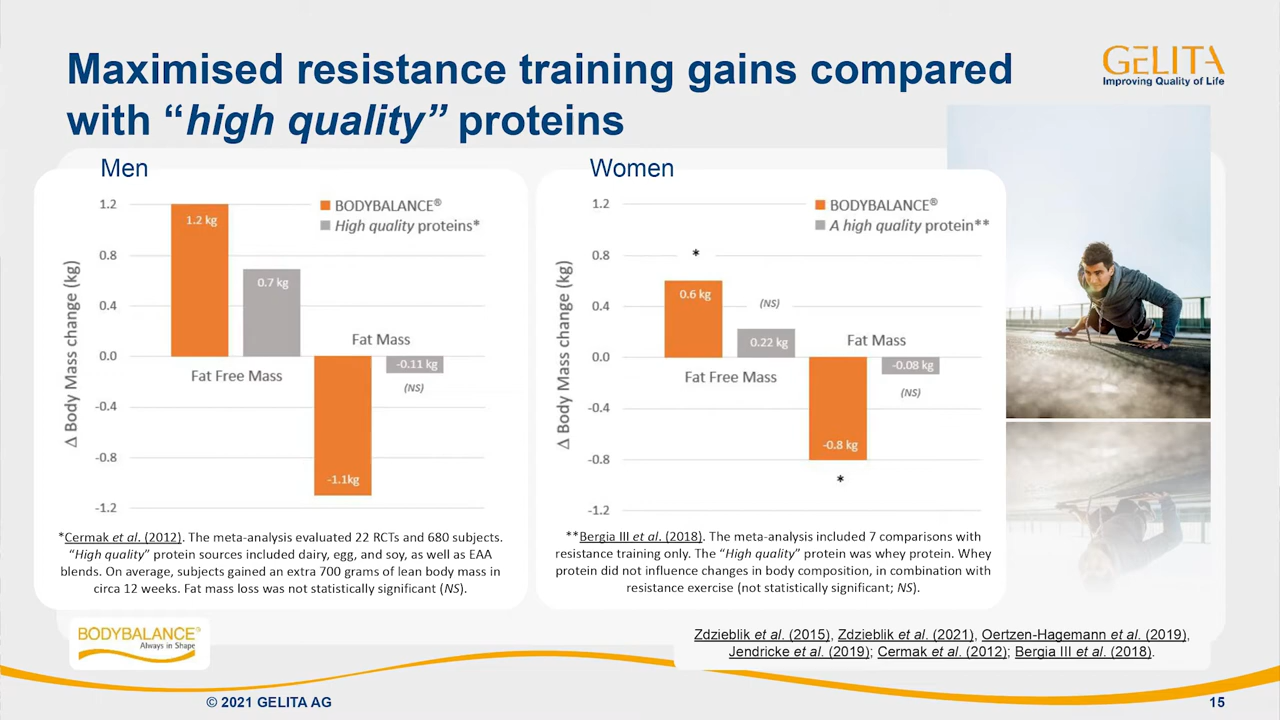 Maximised resistance training gains compared
with “high quality” proteins
GELITA
Improving Quality of Life
Men
1.2
0.8
0.4
0.0
-0.4
-0.8
-1.2
Δ Body Mass change (kg)
BODYBALANCE®
High quality proteins*
1.2 kg
0.7 kg
Fat Free Mass
Fat Mass
-1.1kg
-0.11 kg
(NS)
*Cermak et al. (2012). The meta-analysis evaluated 22 RCTs and 680 subjects.
“High quality” protein sources included dairy, egg, and soy, as well as EAA
blends. On average, subjects gained an extra 700 grams of lean body mass in
circa 12 weeks. Fat mass loss was not statistically significant (NS).
Women
1.2
0.8
0.4
0.0
-0.4
-0.8
-1.2
Δ Body Mass change (kg)
BODYBALANCE®
A high quality protein**
*
0.6 kg
(NS)
0.22 kg
Fat Free Mass
Fat Mass
-0.8 kg
*
-0.08 kg
(NS)
**Bergia III et al. (2018). The meta-analysis included 7 comparisons with
resistance training only. The “High quality” protein was whey protein. Whey
protein did not influence changes in body composition, in combination with
resistance exercise (not statistically significant; NS).
BODYBALANCE®
Always in Shape
Zdzieblik et al. (2015), Zdzieblik et al. (2021), Oertzen-Hagemann et al. (2019),
Jendricke et al. (2019); Cermak et al. (2012); Bergia III et al. (2018).
© 2021 GELITA AG
15